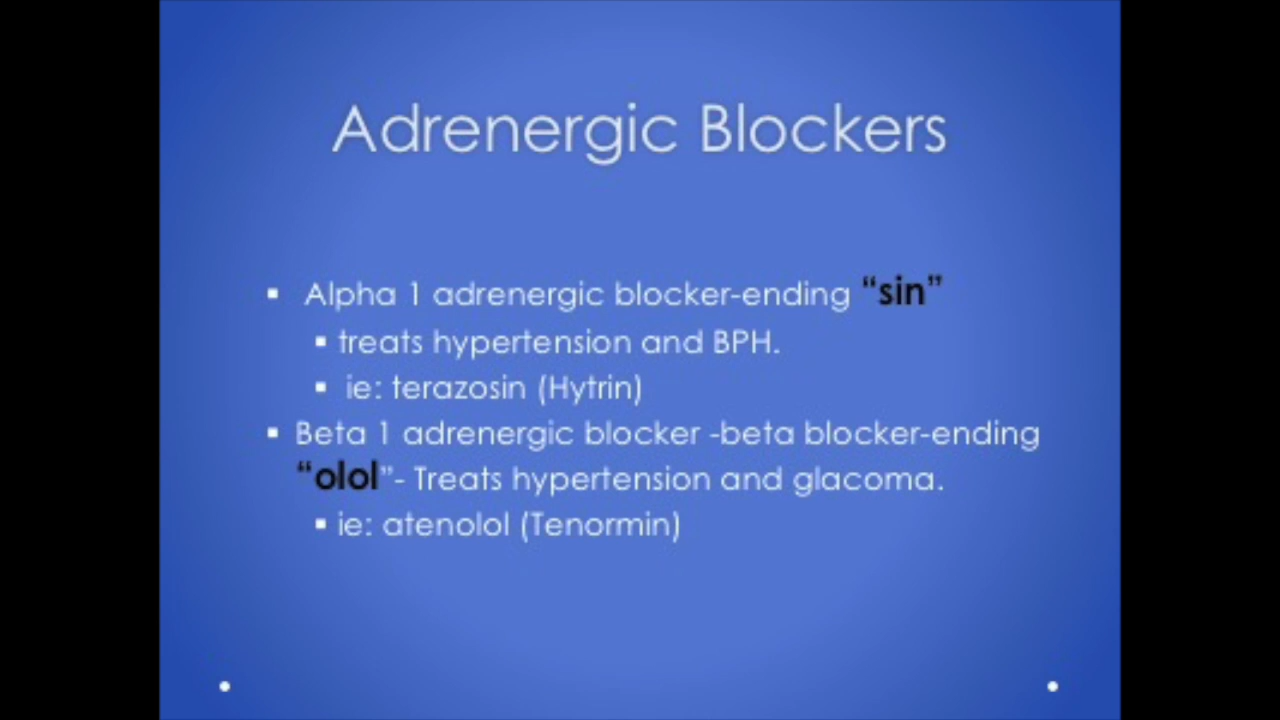 Adrenergic Blockers
▪ Alpha 1 adrenergic blocker-ending “sin”
▪ treats hypertension and BPH.
▪ ie: terazosin (Hytrin)
▪ Beta 1 adrenergic blocker -beta blocker-ending
“olol”- Treats hypertension and glacoma.
▪ ie: atenolol (Tenormin)